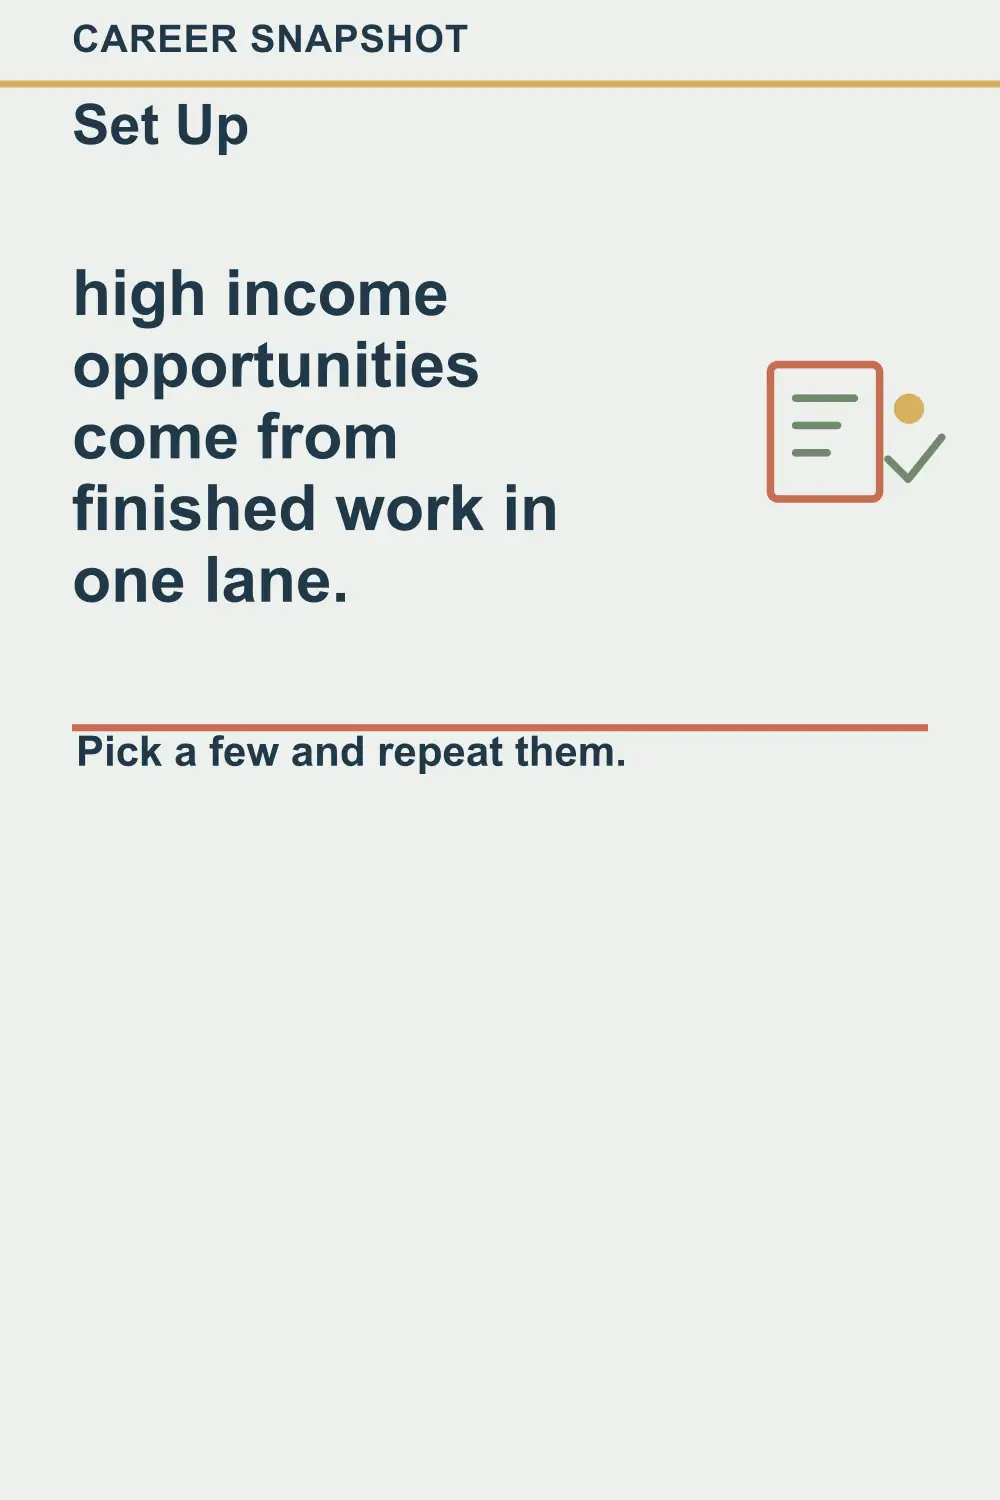 CAREER SNAPSHOT
Set Up
high income
opportunities
come from
finished work in
one lane.
Pick a few and repeat them.